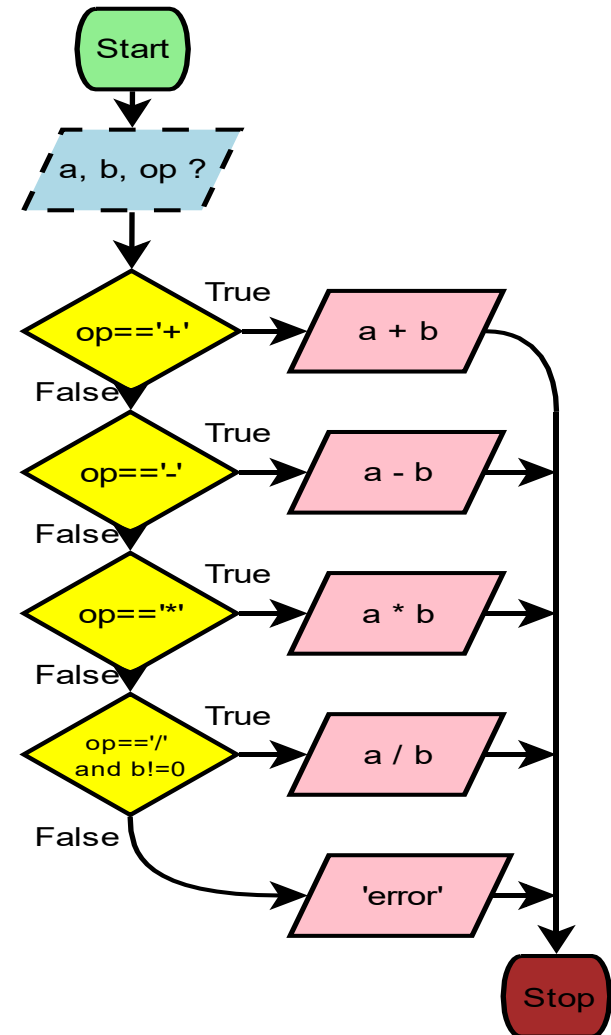 Start
a, b, op ?
True
op=='+'
a + b
False
True
op=='-'
a - b
False
True
op=='*'
a * b
False
True
op=='/'
and b!=0
a / b
False
'error'
Stop